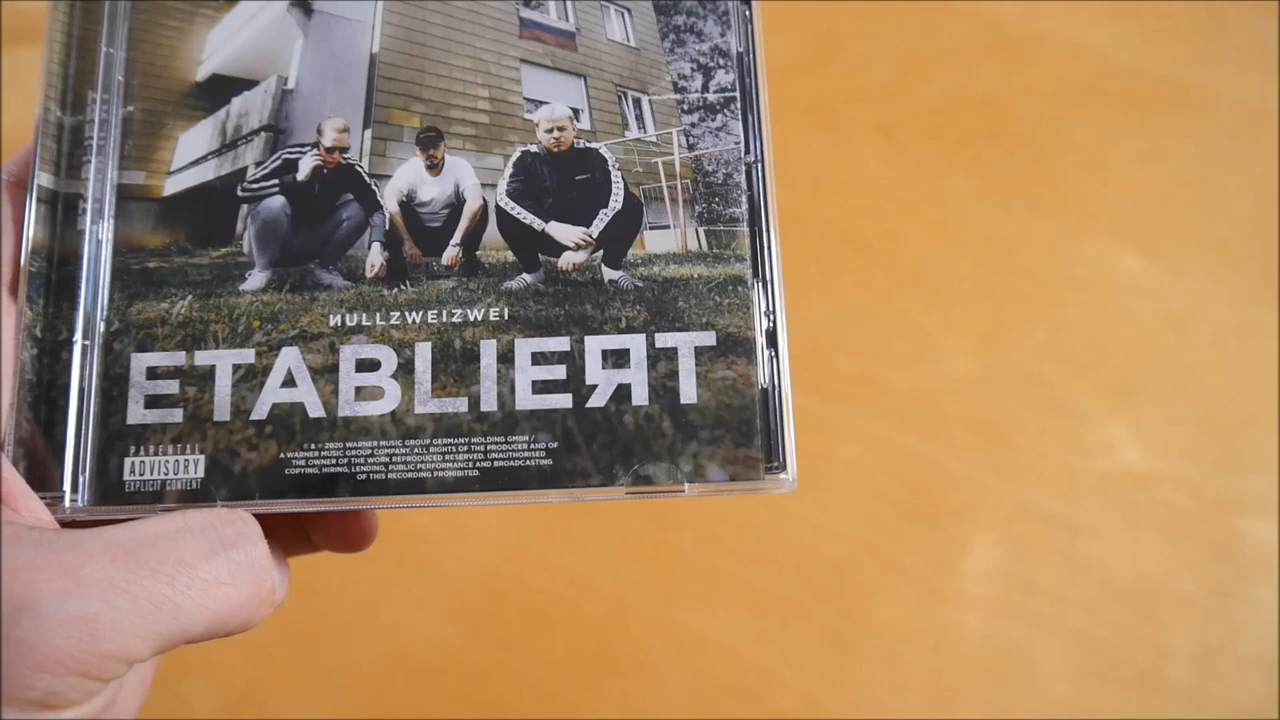 ИULLZWEIZWEI
ETABLIEЯT
PARENTAL
ADVISORY
EXPLICIT CONTENT
© & ℗ 2020 WARNER MUSIC GROUP GERMANY HOLDING GMBH /
A WARNER MUSIC GROUP COMPANY. ALL RIGHTS OF THE PRODUCER AND OF
THE OWNER OF THE WORK REPRODUCED RESERVED. UNAUTHORISED
COPYING, HIRING, LENDING, PUBLIC PERFORMANCE AND BROADCASTING
OF THIS RECORDING PROHIBITED.